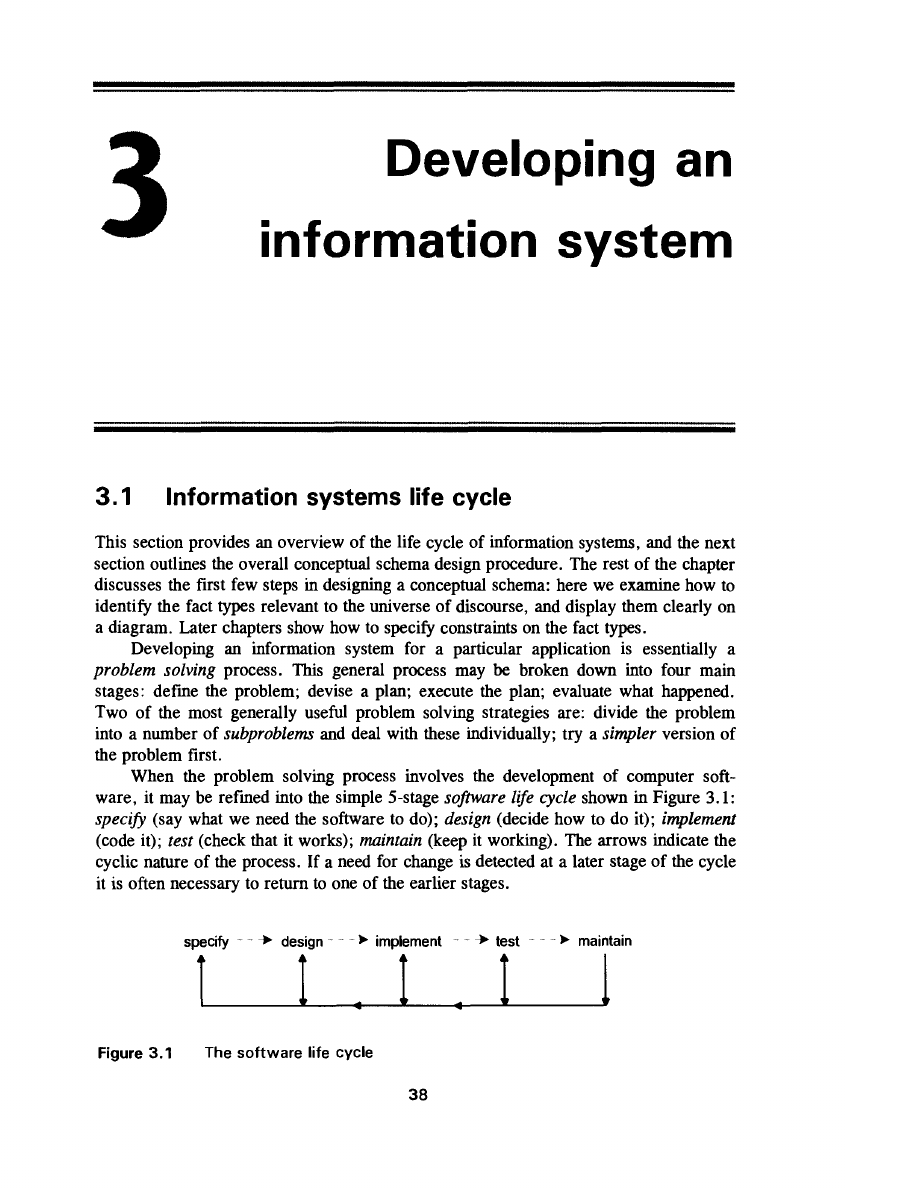 3
Developing an
information system
3.1 Information systems life cycle
This section provides an overview of the life cycle of information systems, and the next
section outlines the overall conceptual schema design procedure. The rest of the chapter
discusses the first few steps in designing a conceptual schema: here we examine how to
identify the fact types relevant to the universe of discourse, and display them clearly on
a diagram. Later chapters show how to specify constraints on the fact types.
Developing an information system for a particular application is essentially a
problem solving process. This general process may be broken down into four main
stages: define the problem; devise a plan; execute the plan; evaluate what happened.
Two of the most generally useful problem solving strategies are: divide the problem
into a number of subproblems and deal with these individually; try a simpler version of
the problem first.
When the problem solving process involves the development of computer soft-
ware, it may be refined into the simple 5-stage software life cycle shown in Figure 3.1:
specify (say what we need the software to do); design (decide how to do it); implement
(code it); test (check that it works); maintain (keep it working). The arrows indicate the
cyclic nature of the process. If a need for change is detected at a later stage of the cycle
it is often necessary to return to one of the earlier stages.
specify design implement test maintain
Figure 3.1 The software life cycle
38